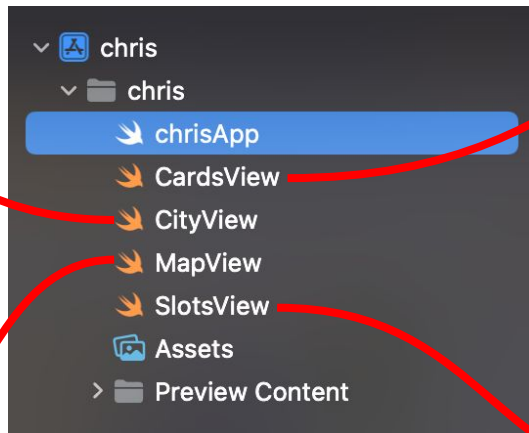 chris
chris
chrisApp
CardsView
CityView
MapView
SlotsView
Assets
Preview Content